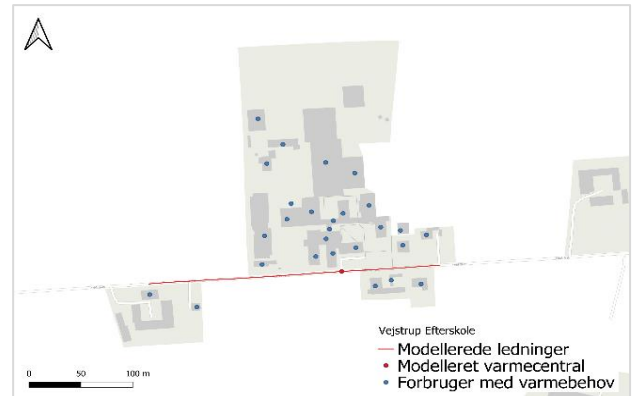 Vejstrup Efterskole
Modellerede ledninger
Modelleret varmecentral
Forbruger med varmebehov
0 50 100 m